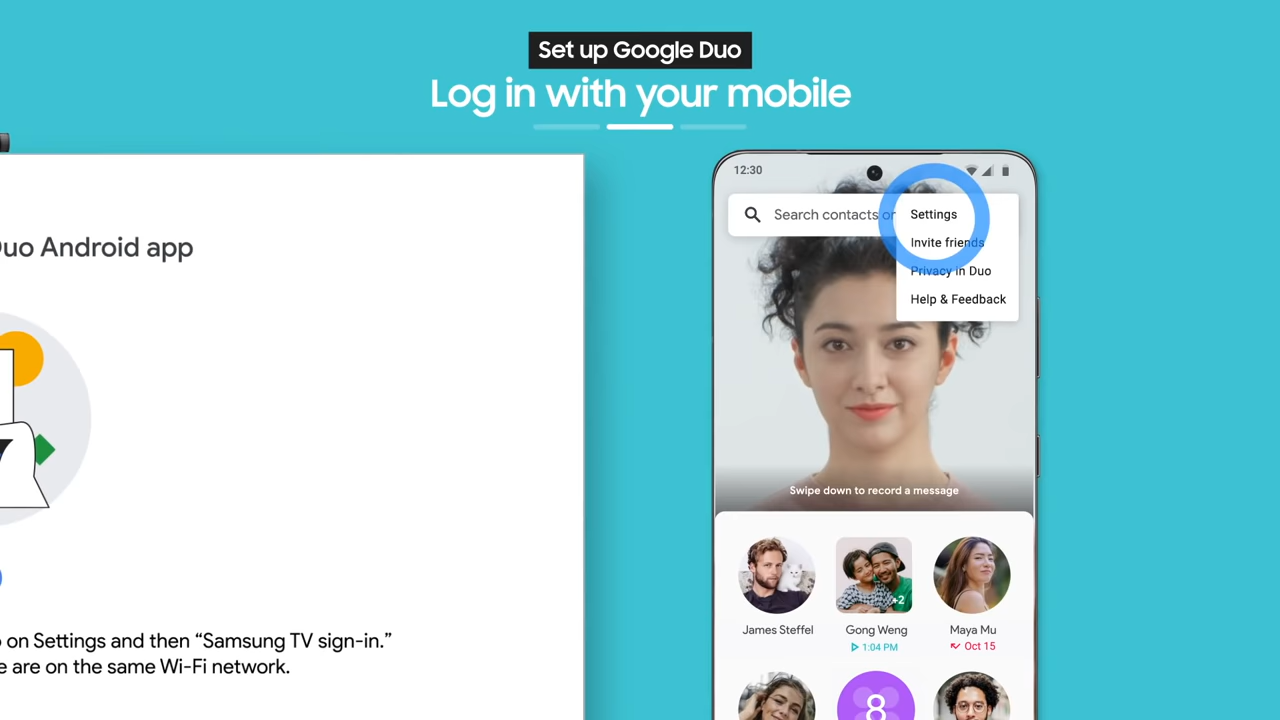 Set up Google Duo
Log in with your mobile
Duo Android app
on Settings and then “Samsung TV sign-in.”
are on the same Wi-Fi network.
12:30
Search contacts or
Settings
Invite friends
Privacy in Duo
Help & Feedback
Swipe down to record a message
+2
James Steffel
Gong Weng
Maya Mu
1:04 PM
Oct 15
8